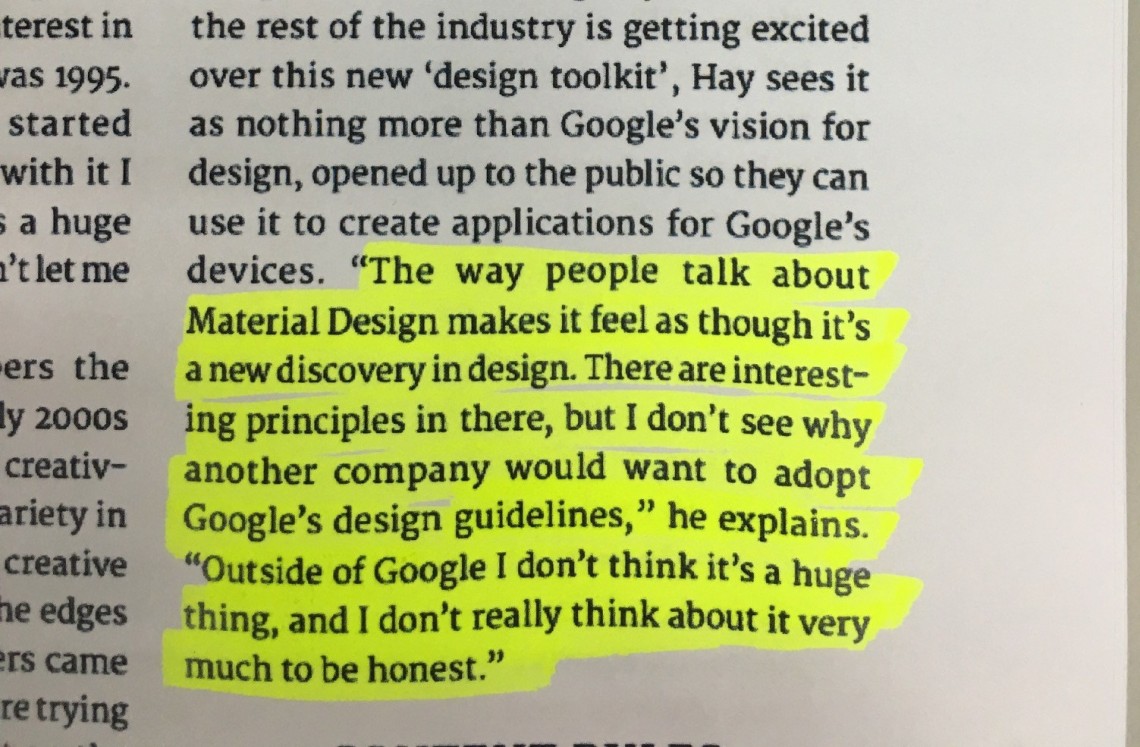 terest in
was 1995.
started
with it I
s a huge
n't let me
ers the
ly 2000s
creativ-
ariety in
creative
he edges
ers came
re trying
the rest of the industry is getting excited
over this new ‘design toolkit’, Hay sees it
as nothing more than Google’s vision for
design, opened up to the public so they can
use it to create applications for Google’s
devices. “The way people talk about
Material Design makes it feel as though it’s
a new discovery in design. There are interest-
ing principles in there, but I don’t see why
another company would want to adopt
Google’s design guidelines,” he explains.
“Outside of Google I don’t think it’s a huge
thing, and I don’t really think about it very
much to be honest.”